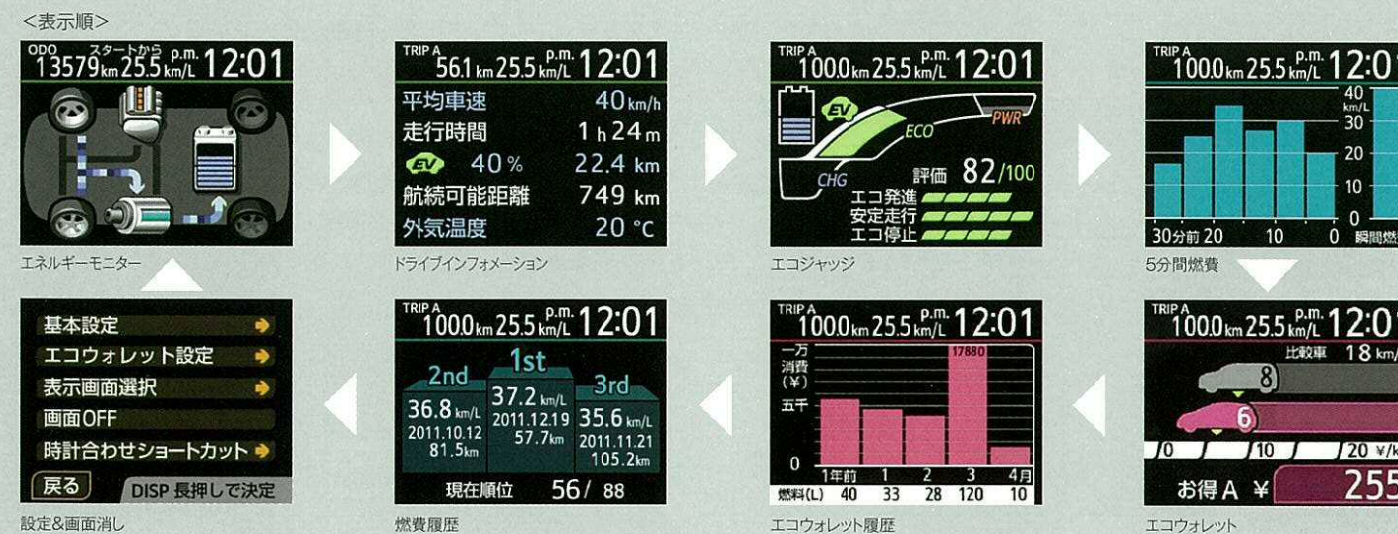 <表示順>
ODO 13579km スタートから 25.5km/L p.m. 12:01
エネルギーモニター
TRIP A 56.1km 25.5km/L p.m. 12:01
平均車速 40km/h
走行時間 1h24m
EV 40% 22.4 km
航続可能距離 749 km
外気温度 20 °C
ドライブインフォメーション
TRIP A 100.0km 25.5km/L p.m. 12:01
EV
ECO
PWR
CHG
評価 82/100
エコ発進
安定走行
エコ停止
エコジャッジ
TRIP A 100.0km 25.5km/L p.m. 12:01
40
km/L
30
20
10
0
30分前 20 10 0 瞬間燃
5分間燃費
基本設定
エコウォレット設定
表示画面選択
画面OFF
時計合わせショートカット
戻る DISP 長押しで決定
設定&画面消し
TRIP A 100.0km 25.5km/L p.m. 12:01
2nd
36.8km/L
2011.10.12
81.5km
1st
37.2km/L
2011.12.19
57.7km
3rd
35.6km/L
2011.11.21
105.2km
現在順位 56/ 88
燃費履歴
TRIP A 100.0km 25.5km/L p.m. 12:01
一万
消費
(¥)
五千
0
17880
1年前 1 2 3 4月
燃料(L) 40 33 28 120 10
エコウォレット履歴
TRIP A 100.0km 25.5km/L p.m. 12:01
比較車 18km/
8
6
0 10 20 ¥/k
お得A ¥ 255
エコウォレット